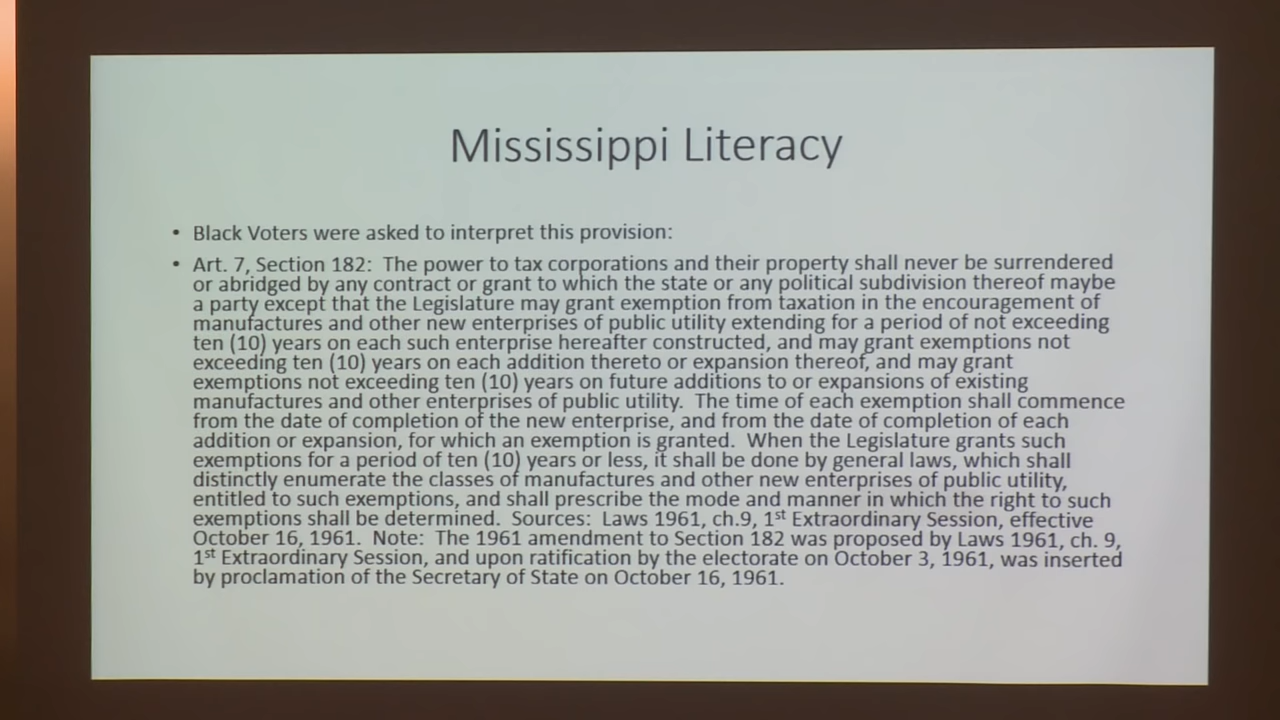 Mississippi Literacy
• Black Voters were asked to interpret this provision:
• Art. 7, Section 182: The power to tax corporations and their property shall never be surrendered
or abridged by any contract or grant to which the state or any political subdivision thereof maybe
a party except that the Legislature may grant exemption from taxation in the encouragement of
manufactures and other new enterprises of public utility extending for a period of not exceeding
ten (10) years on each such enterprise hereafter constructed, and may grant exemptions not
exceeding ten (10) years on each addition thereto or expansion thereof, and may grant
exemptions not exceeding ten (10) years on future additions to or expansions of existing
manufactures and other enterprises of public utility. The time of each exemption shall commence
from the date of completion of the new enterprise, and from the date of completion of each
addition or expansion, for which an exemption is granted. When the Legislature grants such
exemptions for a period of ten (10) years or less, it shall be done by general laws, which shall
distinctly enumerate the classes of manufactures and other new enterprises of public utility,
entitled to such exemptions, and shall prescribe the mode and manner in which the right to such
exemptions shall be determined. Sources: Laws 1961, ch.9, 1st Extraordinary Session, effective
October 16, 1961. Note: The 1961 amendment to Section 182 was proposed by Laws 1961, ch. 9,
1st Extraordinary Session, and upon ratification by the electorate on October 3, 1961, was inserted
by proclamation of the Secretary of State on October 16, 1961.